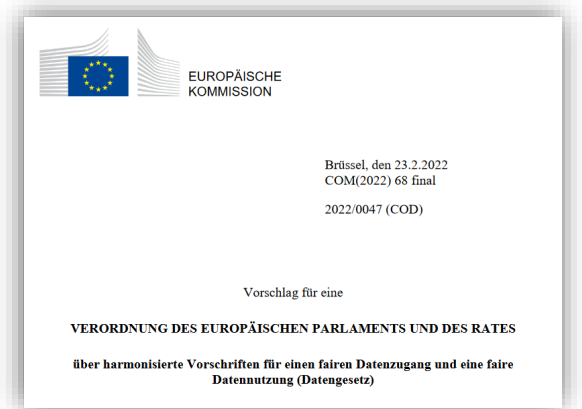 EUROPÄISCHE
KOMMISSION
Brüssel, den 23.2.2022
COM(2022) 68 final
2022/0047 (COD)
Vorschlag für eine
VERORDNUNG DES EUROPÄISCHEN PARLAMENTS UND DES RATES
über harmonisierte Vorschriften für einen fairen Datenzugang und eine faire
Datennutzung (Datengesetz)